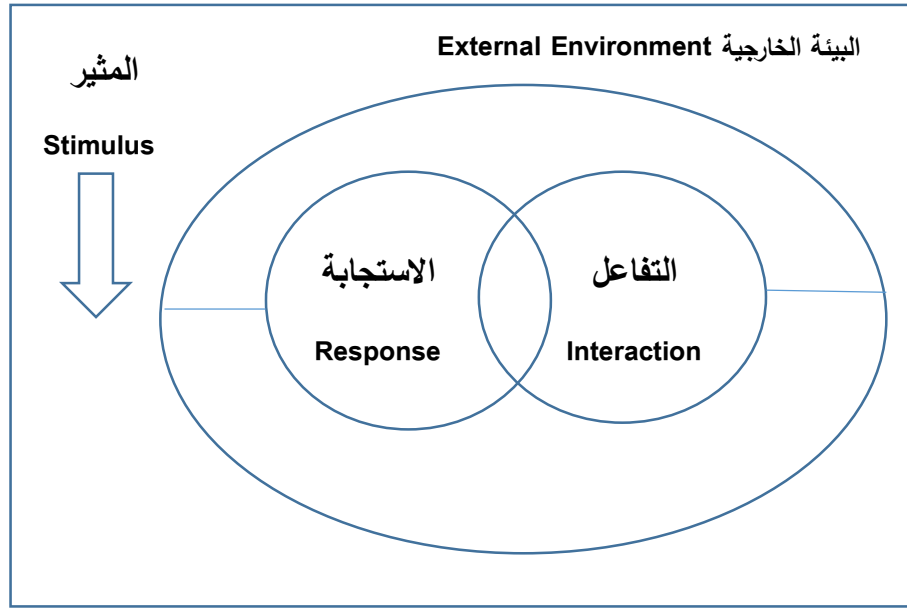 البيئة الخارجية External Environment
المثير
Stimulus
الاستجابة
التفاعل
Response
Interaction